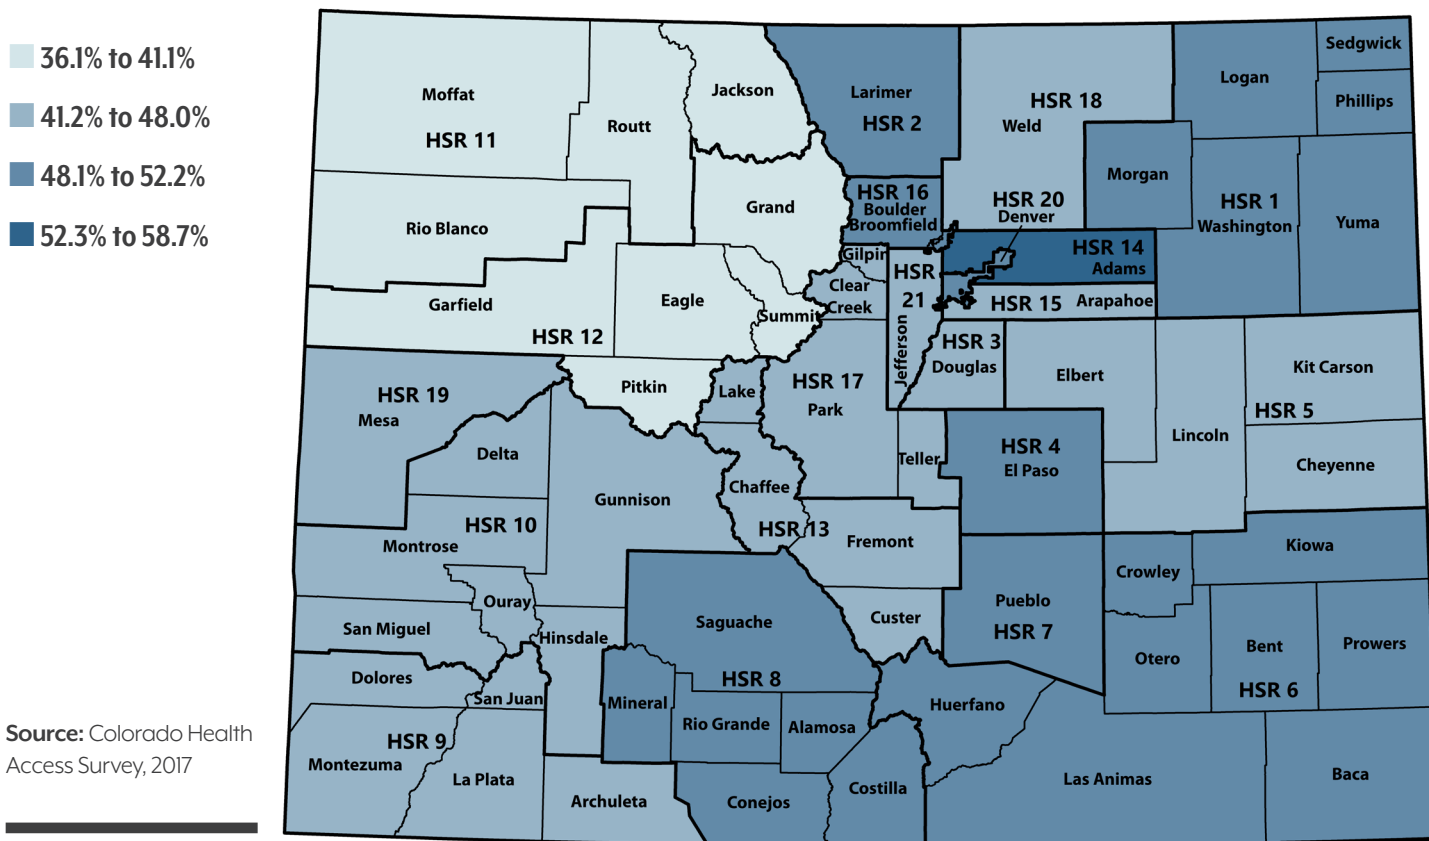 36.1% to 41.1%
41.2% to 48.0%
48.1% to 52.2%
52.3% to 58.7%
Moffat
HSR 11
Routt
Jackson
Larimer
HSR 2
HSR 18
Weld
Logan
Sedgwick
Phillips
Morgan
HSR 1
Washington
Yuma
Rio Blanco
Grand
HSR 16
Boulder
Broomfield
HSR 20
Denver
HSR 14
Adams
Gilpin
Clear
Creek
HSR
21
Jefferson
HSR 15
Arapahoe
Garfield
HSR 12
Eagle
Summit
HSR 3
Douglas
Elbert
Kit Carson
HSR 5
Lincoln
Cheyenne
HSR 19
Mesa
Pitkin
Lake
HSR 17
Park
Delta
Gunnison
Chaffee
Teller
HSR 4
El Paso
HSR 10
Montrose
HSR 13
Fremont
Kiowa
Crowley
Ouray
San Miguel
Hinsdale
Saguache
HSR 8
Custer
Pueblo
HSR 7
Otero
Bent
HSR 6
Prowers
Dolores
San Juan
Mineral
Rio Grande
Alamosa
Huerfano
HSR 9
Montezuma
La Plata
Archuleta
Conejos
Costilla
Las Animas
Baca
Source: Colorado Health
Access Survey, 2017